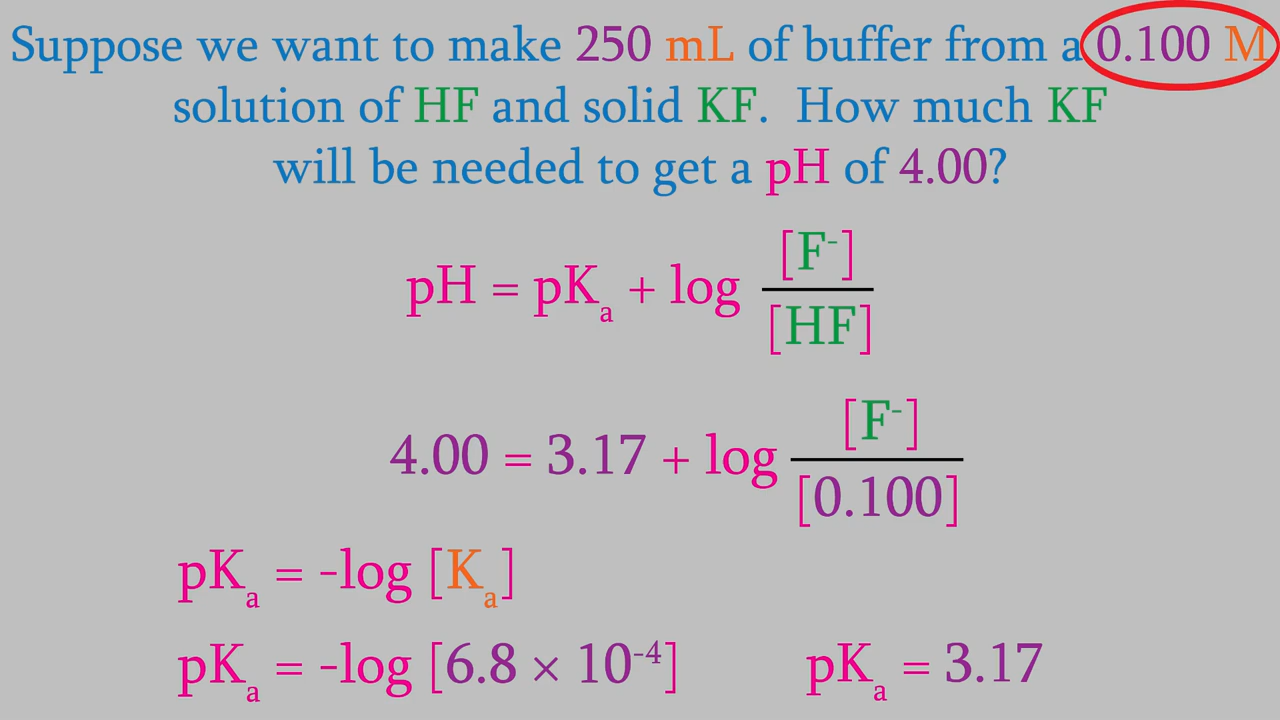 Suppose we want to make 250 mL of buffer from a 0.100 M
solution of HF and solid KF. How much KF
will be needed to get a pH of 4.00?
pH = pKₐ + log [F⁻] / [HF]
4.00 = 3.17 + log [F⁻] / [0.100]
pKₐ = -log [Kₐ]
pKₐ = -log [6.8 × 10⁻⁴] pKₐ = 3.17